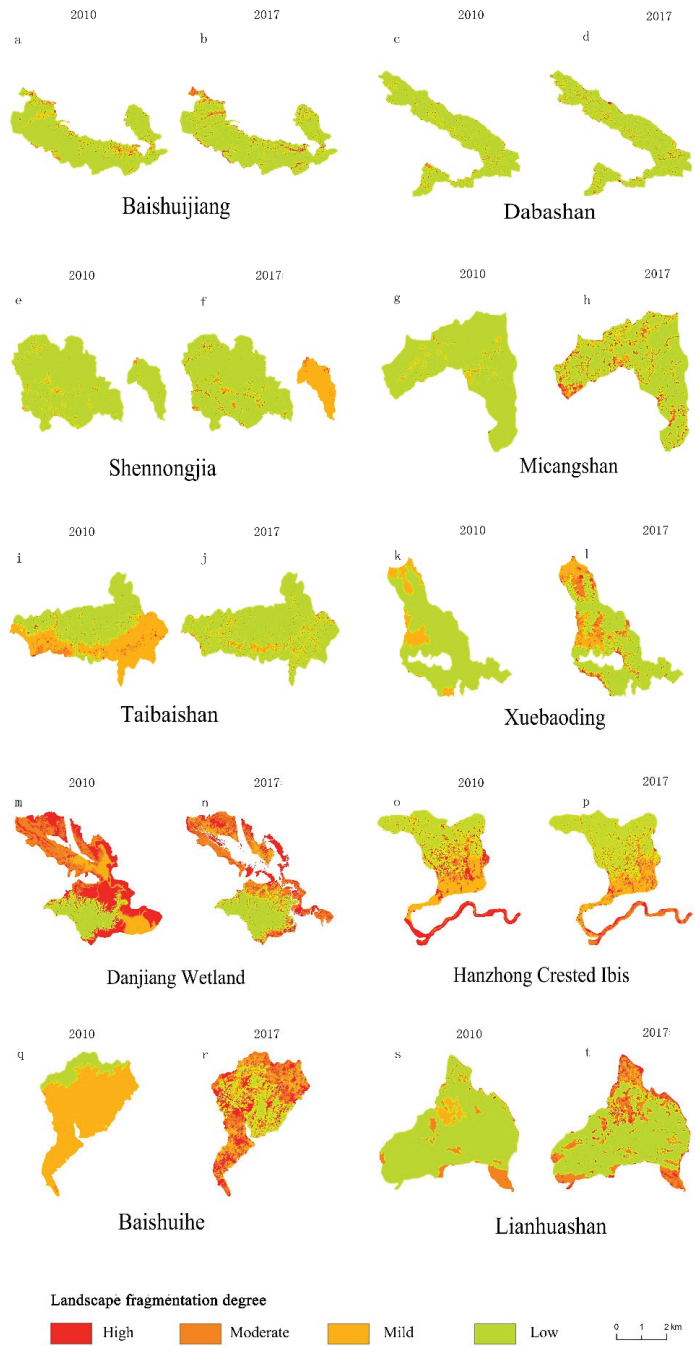 2010 2017 2010 2017
a b c d
Baishuijiang Dabashan
2010 2017: 2010 2017
e f g h
Shennongjia Micangshan
2010 2017 2010 2017
i j k l
Taibaishan Xuebaoding
2010 2017: 2010 2017
m n o p
Danjiang Wetland Hanzhong Crested Ibis
2010 2017 2010 2017:
q r s t
Baishuihe Lianhuashan
Landscape fragmentation degree
High Moderate Mild Low 0 1 2 km